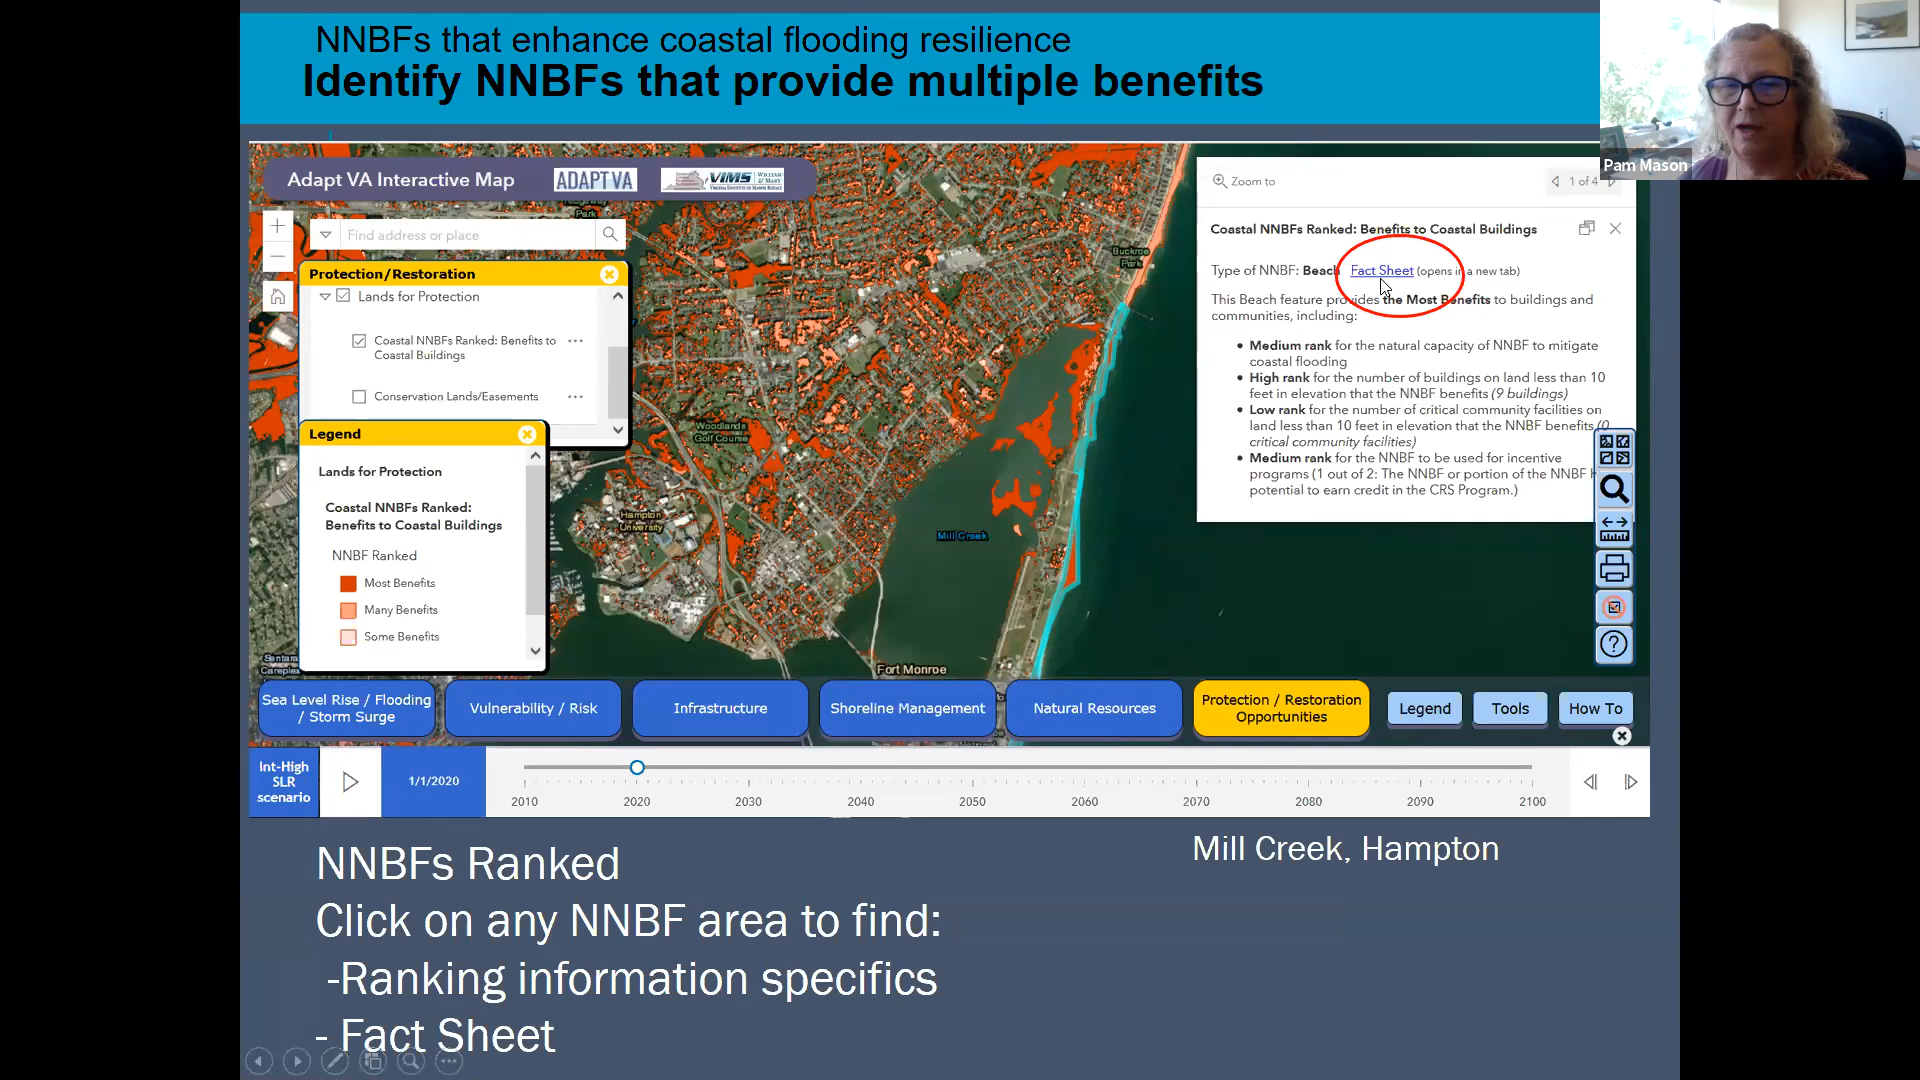 NNBFs that enhance coastal flooding resilience
Identify NNBFs that provide multiple benefits
Pam Mason
Adapt VA Interactive Map
ADAPTVA
VIMS
WILLIAM & MARY
VIRGINIA INSTITUTE OF MARINE SCIENCE
Find address or place
Protection/Restoration
Lands for Protection
Coastal NNBFs Ranked: Benefits to
Coastal Buildings
Conservation Lands/Easements
Legend
Lands for Protection
Coastal NNBFs Ranked:
Benefits to Coastal Buildings
NNBF Ranked
Most Benefits
Many Benefits
Some Benefits
Park
Buckroe
Park
Woodlands
Golf Course
Hampton
University
Mill Creek
Fort Monroe
Zoom to
1 of 4
Coastal NNBFs Ranked: Benefits to Coastal Buildings
Type of NNBF: Beach Fact Sheet (opens in a new tab)
This Beach feature provides the Most Benefits to buildings and
communities, including:
• Medium rank for the natural capacity of NNBF to mitigate
coastal flooding
• High rank for the number of buildings on land less than 10
feet in elevation that the NNBF benefits (9 buildings)
• Low rank for the number of critical community facilities on
land less than 10 feet in elevation that the NNBF benefits (0
critical community facilities)
• Medium rank for the NNBF to be used for incentive
programs (1 out of 2: The NNBF or portion of the NNBF
potential to earn credit in the CRS Program.)
Sea Level Rise / Flooding
/ Storm Surge
Vulnerability / Risk
Infrastructure
Shoreline Management
Natural Resources
Protection / Restoration
Opportunities
Legend
Tools
How To
Int-High
SLR
scenario
1/1/2020
2010 2020 2030 2040 2050 2060 2070 2080 2090 2100
Mill Creek, Hampton
NNBFs Ranked
Click on any NNBF area to find:
-Ranking information specifics
- Fact Sheet